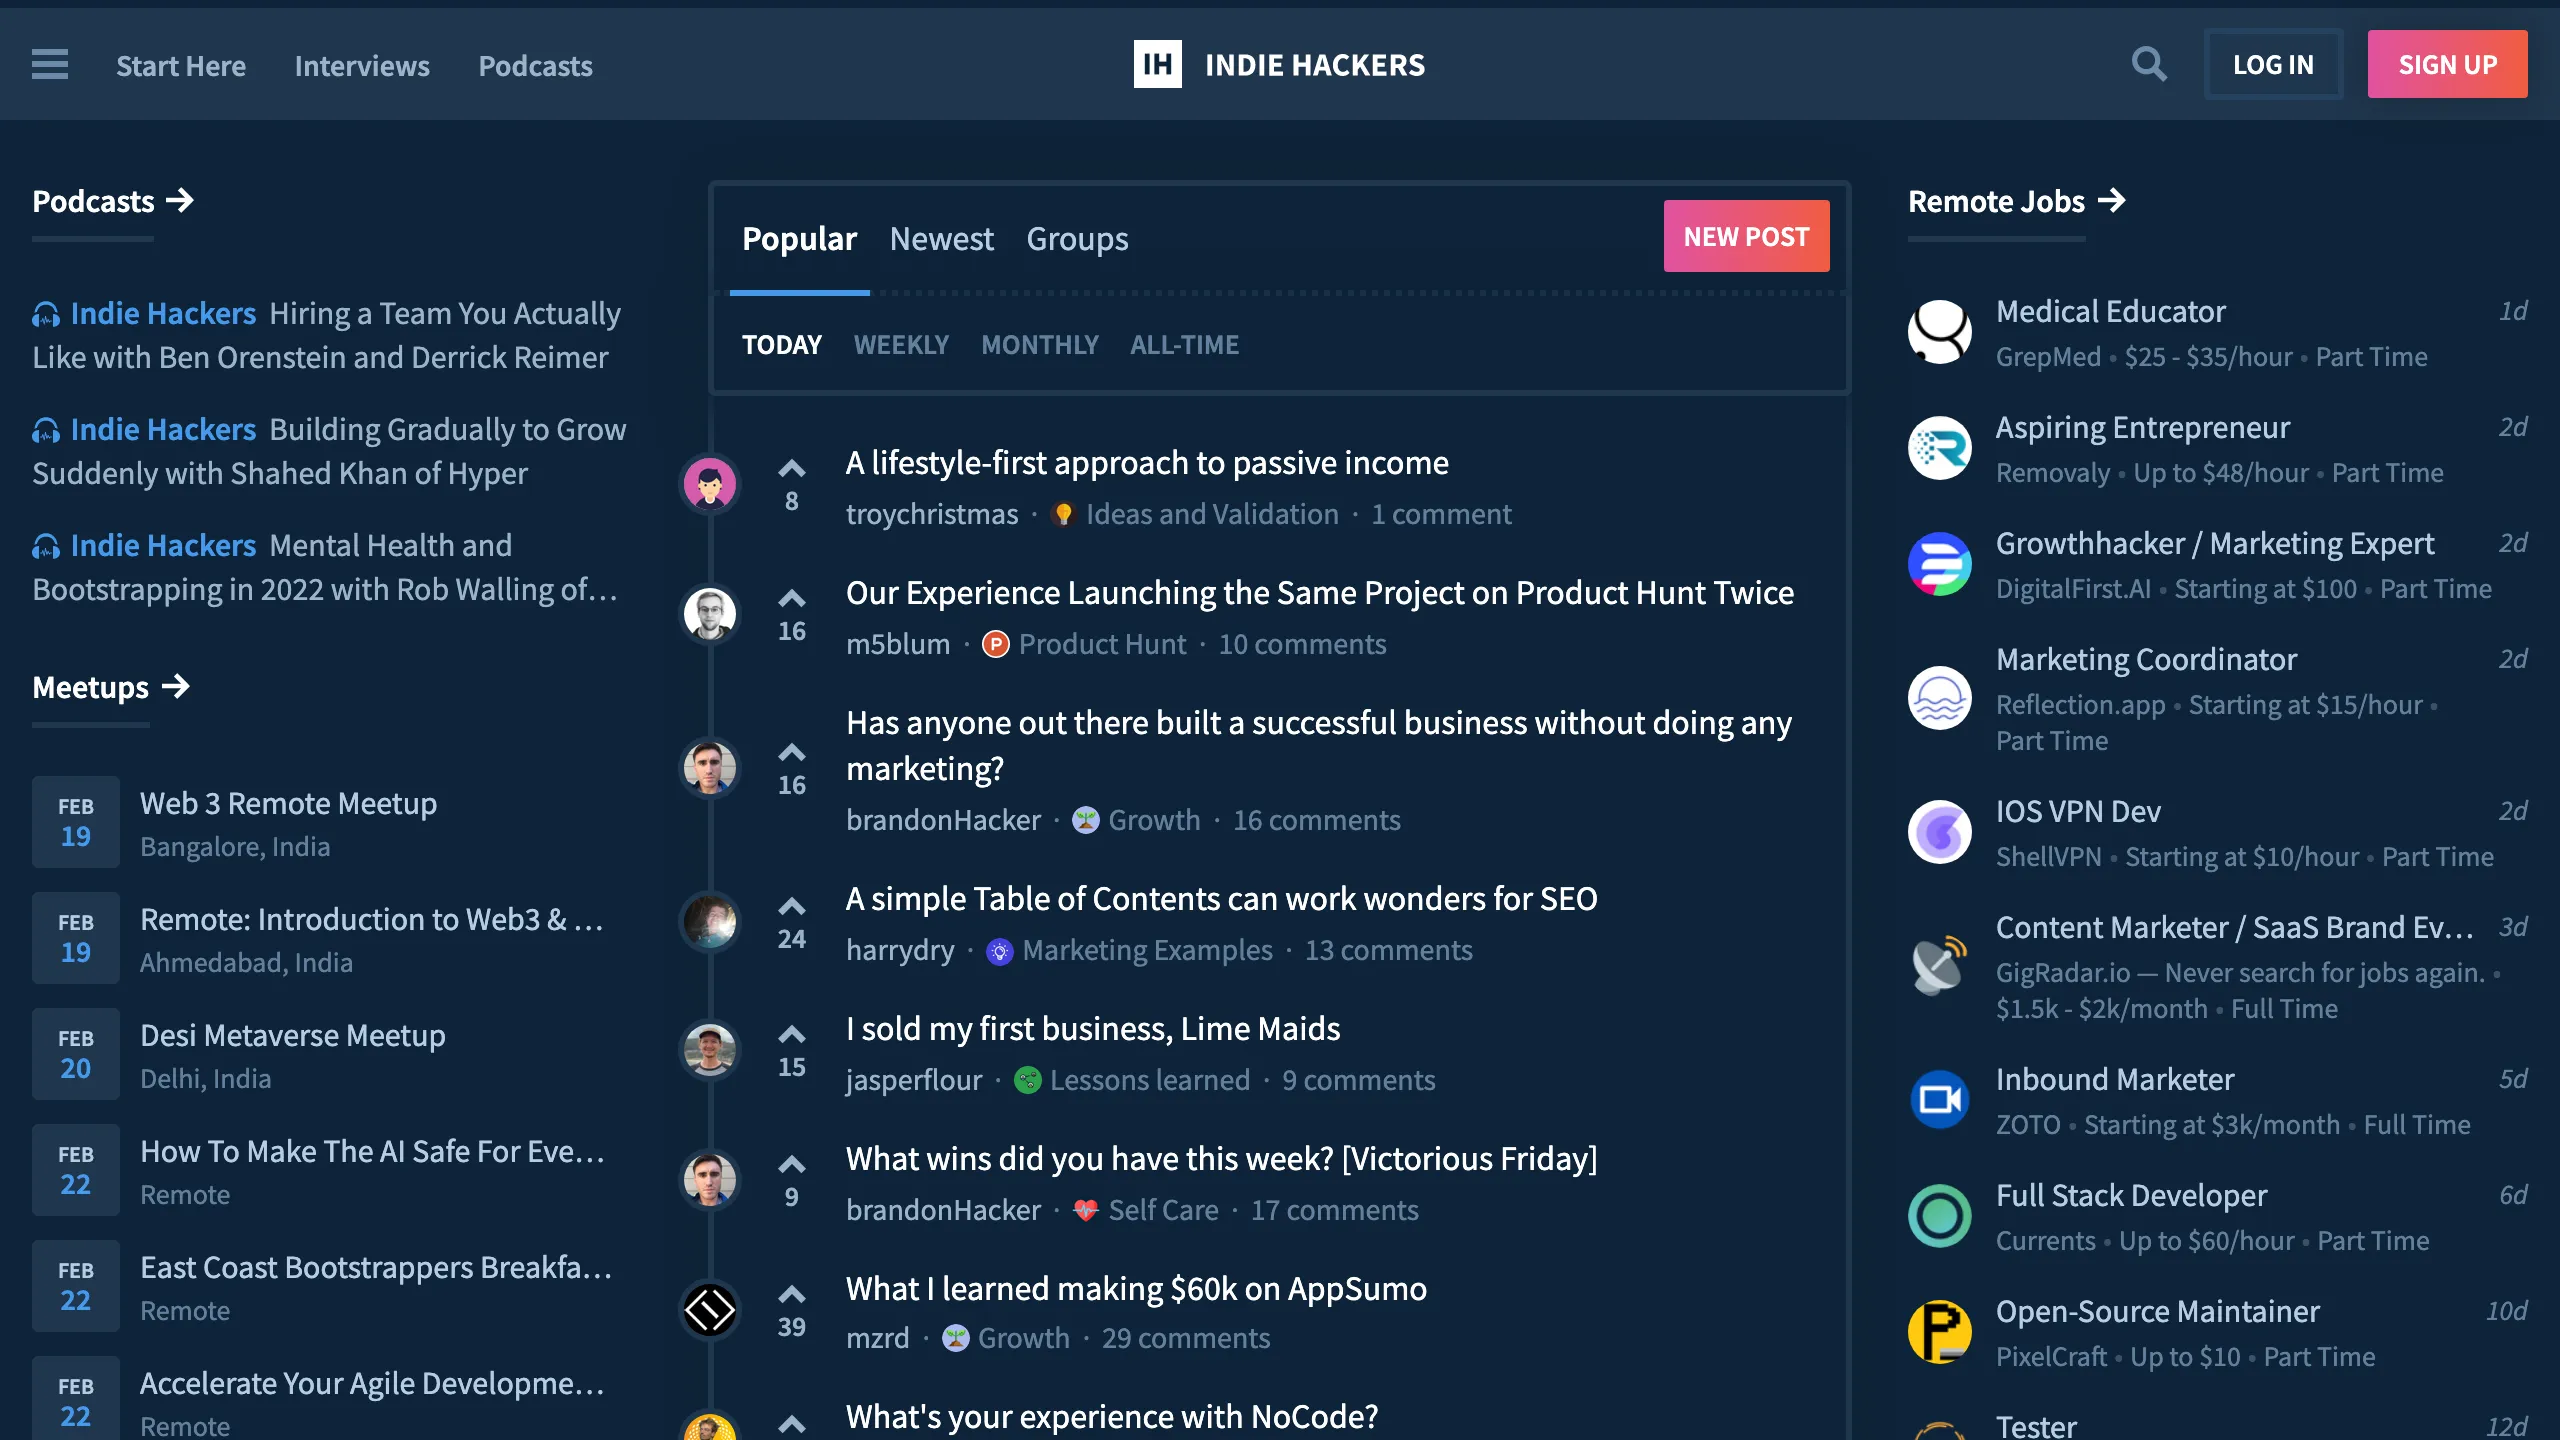 Start Here
Interviews
Podcasts
IH INDIE HACKERS
LOG IN
SIGN UP
Podcasts →
Indie Hackers Hiring a Team You Actually
Like with Ben Orenstein and Derrick Reimer
Indie Hackers Building Gradually to Grow
Suddenly with Shahed Khan of Hyper
Indie Hackers Mental Health and
Bootstrapping in 2022 with Rob Walling of…
Meetups →
FEB
19
Web 3 Remote Meetup
Bangalore, India
FEB
19
Remote: Introduction to Web3 & …
Ahmedabad, India
FEB
20
Desi Metaverse Meetup
Delhi, India
FEB
22
How To Make The AI Safe For Eve…
Remote
FEB
22
East Coast Bootstrappers Breakfa…
Remote
FEB
22
Accelerate Your Agile Developme…
Remote
Popular Newest Groups
NEW POST
TODAY WEEKLY MONTHLY ALL-TIME
8
A lifestyle-first approach to passive income
troychristmas · Ideas and Validation · 1 comment
16
Our Experience Launching the Same Project on Product Hunt Twice
m5blum · P Product Hunt · 10 comments
16
Has anyone out there built a successful business without doing any
marketing?
brandonHacker · Growth · 16 comments
24
A simple Table of Contents can work wonders for SEO
harrydry · Marketing Examples · 13 comments
15
I sold my first business, Lime Maids
jasperflour · Lessons learned · 9 comments
9
What wins did you have this week? [Victorious Friday]
brandonHacker · Self Care · 17 comments
39
What I learned making $60k on AppSumo
mzrd · Growth · 29 comments
What's your experience with NoCode?
Remote Jobs →
Medical Educator 1d
GrepMed • $25 - $35/hour • Part Time
Aspiring Entrepreneur 2d
Removaly • Up to $48/hour • Part Time
Growthhacker / Marketing Expert 2d
DigitalFirst.AI • Starting at $100 • Part Time
Marketing Coordinator 2d
Reflection.app • Starting at $15/hour •
Part Time
IOS VPN Dev 2d
ShellVPN • Starting at $10/hour • Part Time
Content Marketer / SaaS Brand Ev… 3d
GigRadar.io — Never search for jobs again. •
$1.5k - $2k/month • Full Time
Inbound Marketer 5d
ZOTO • Starting at $3k/month • Full Time
Full Stack Developer 6d
Currents • Up to $60/hour • Part Time
Open-Source Maintainer 10d
PixelCraft • Up to $10 • Part Time
Tester 12d